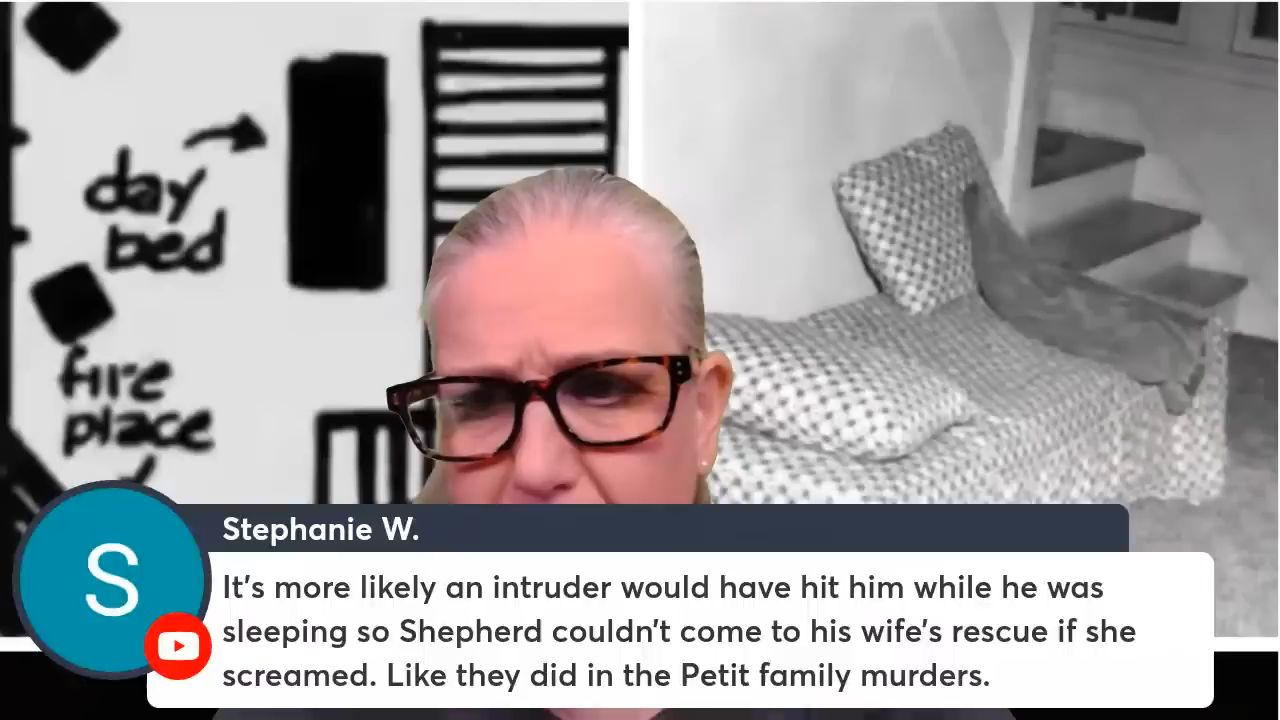 day
bed
fire
place
S
Stephanie W.
It's more likely an intruder would have hit him while he was
sleeping so Shepherd couldn't come to his wife's rescue if she
screamed. Like they did in the Petit family murders.